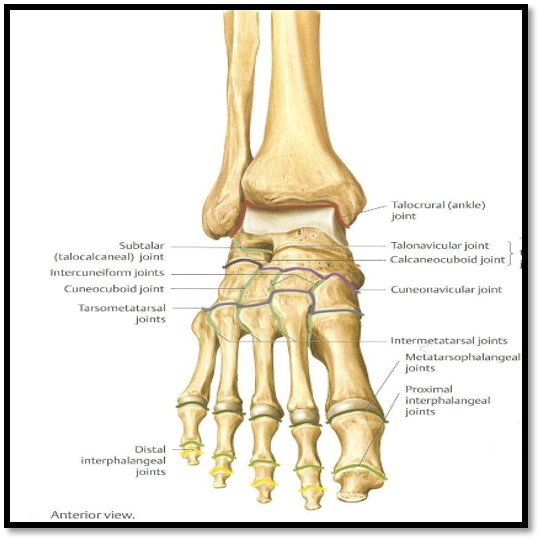 Talocrural (ankle)
joint
Subtalar
(talocalcaneal) joint
Talonavicular joint
Calcaneocuboid joint
Intercuneiform joints
Cuneocuboid joint
Cuneonavicular joint
Tarsometatarsal
joints
Intermetatarsal joints
Metatarsophalangeal
joints
Proximal
interphalangeal
joints
Distal
interphalangeal
joints
Anterior view.